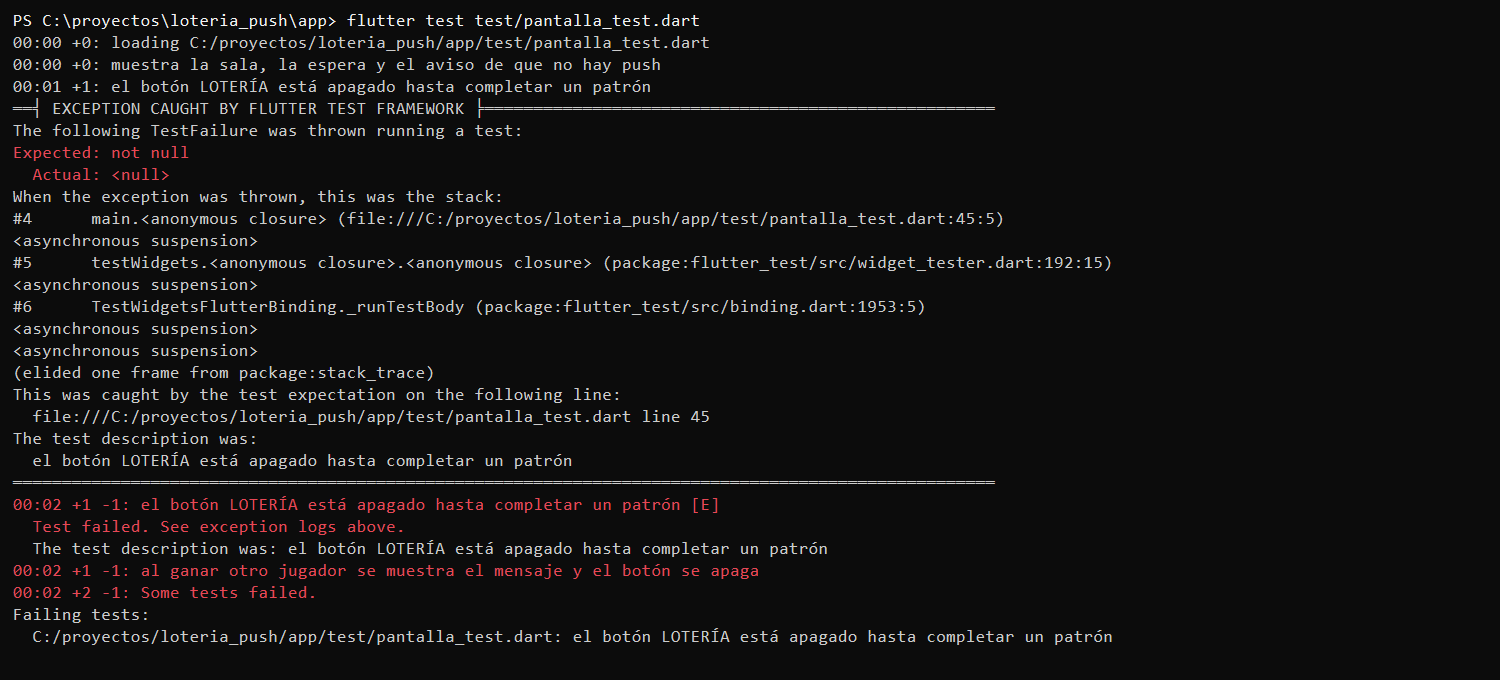 PS C:\proyectos\loteria_push\app> flutter test test/pantalla_test.dart
00:00 +0: loading C:/proyectos/loteria_push/app/test/pantalla_test.dart
00:00 +0: muestra la sala, la espera y el aviso de que no hay push
00:01 +1: el botón LOTERÍA está apagado hasta completar un patrón
══╡ EXCEPTION CAUGHT BY FLUTTER TEST FRAMEWORK ╞════════════════════════════════════════════════════
The following TestFailure was thrown running a test:
Expected: not null
  Actual: <null>
When the exception was thrown, this was the stack:
#4      main.<anonymous closure> (file:///C:/proyectos/loteria_push/app/test/pantalla_test.dart:45:5)
<asynchronous suspension>
#5      testWidgets.<anonymous closure>.<anonymous closure> (package:flutter_test/src/widget_tester.dart:192:15)
<asynchronous suspension>
#6      TestWidgetsFlutterBinding._runTestBody (package:flutter_test/src/binding.dart:1953:5)
<asynchronous suspension>
<asynchronous suspension>
(elided one frame from package:stack_trace)
This was caught by the test expectation on the following line:
  file:///C:/proyectos/loteria_push/app/test/pantalla_test.dart line 45
The test description was:
  el botón LOTERÍA está apagado hasta completar un patrón
════════════════════════════════════════════════════════════════════════════════════════════════════
00:02 +1 -1: el botón LOTERÍA está apagado hasta completar un patrón [E]
  Test failed. See exception logs above.
  The test description was: el botón LOTERÍA está apagado hasta completar un patrón
00:02 +1 -1: al ganar otro jugador se muestra el mensaje y el botón se apaga
00:02 +2 -1: Some tests failed.
Failing tests:
  C:/proyectos/loteria_push/app/test/pantalla_test.dart: el botón LOTERÍA está apagado hasta completar un patrón